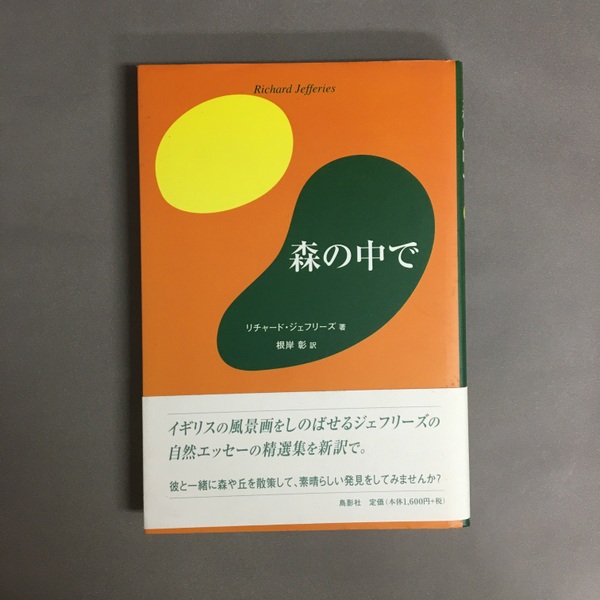 Richard Jefferies
森の中で
リチャード・ジェフリーズ 著
根岸 彰 訳
イギリスの風景画をしのばせるジェフリーズの
自然エッセーの精選集を新訳で。
彼と一緒に森や丘を散策して、素晴らしい発見をしてみませんか?
鳥影社 定価(本体1,600円+税)